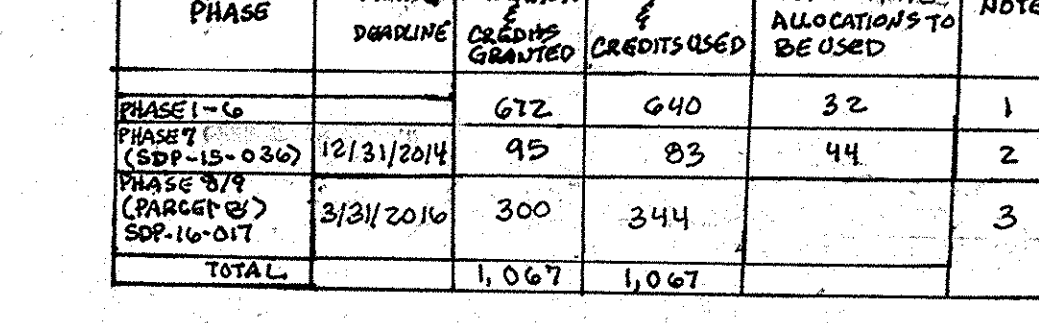 PHASE DEADLINE & CREDITS GRANTED & CREDITS USED ALLOCATIONS TO BE USED NOTE
PHASE 1-6 672 640 32 1
PHASE 7 (SDP-15-036) 12/31/2014 95 83 44 2
PHASE 8/9 (PARCEL B) SDP-16-017 3/31/2016 300 344 3
TOTAL 1,067 1,067